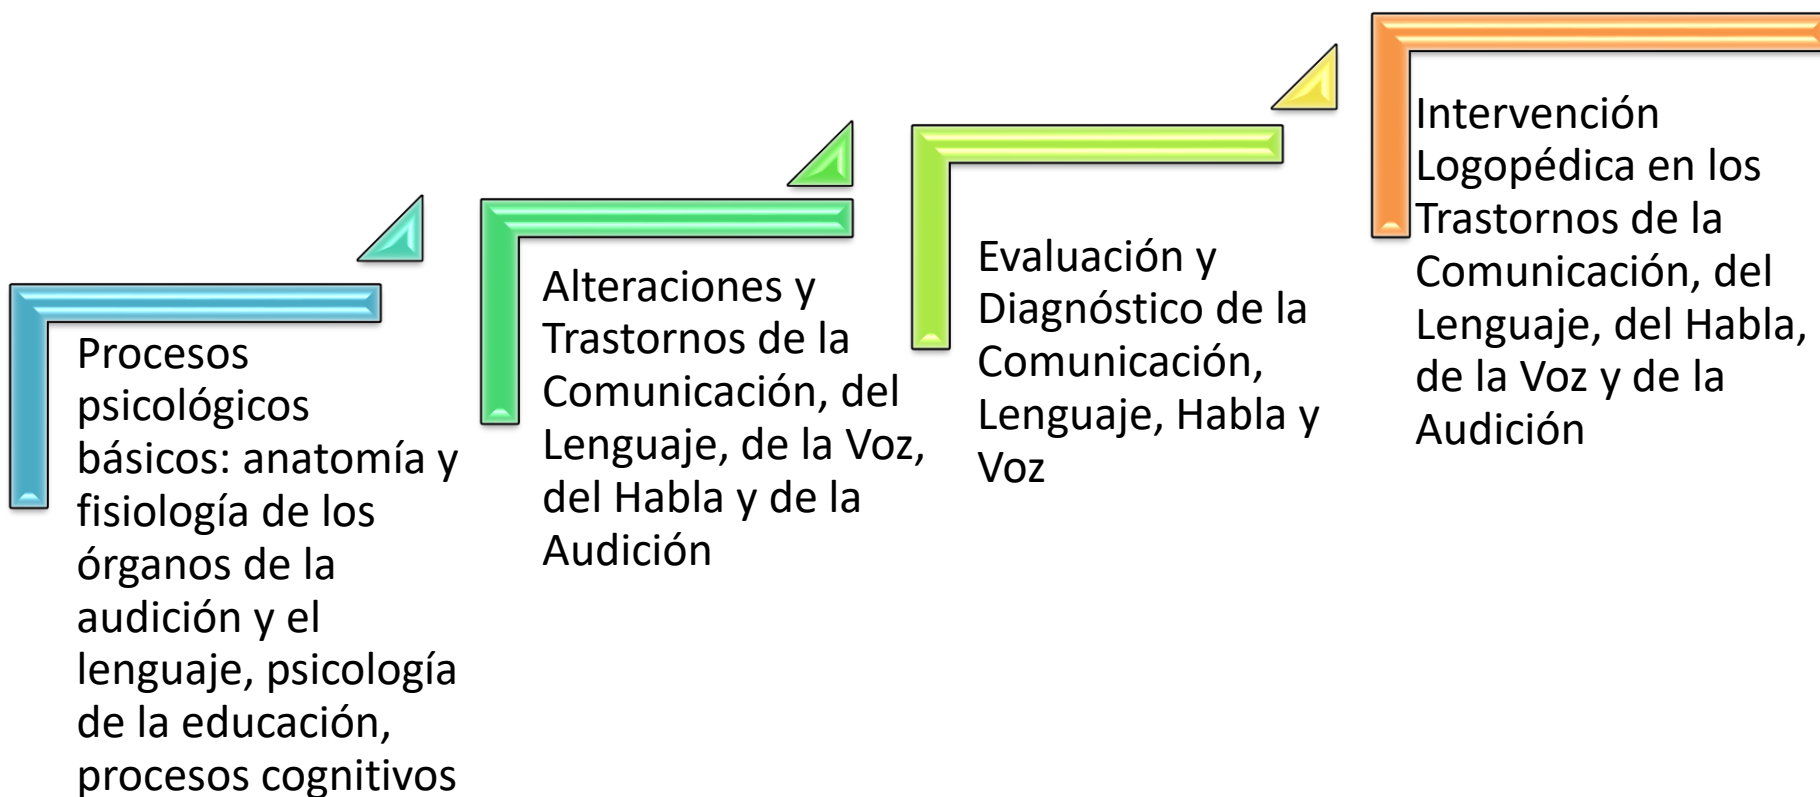 Procesos
psicológicos
básicos: anatomía y
fisiología de los
órganos de la
audición y el
lenguaje, psicología
de la educación,
procesos cognitivos
Alteraciones y
Trastornos de la
Comunicación, del
Lenguaje, de la Voz,
del Habla y de la
Audición
Evaluación y
Diagnóstico de la
Comunicación,
Lenguaje, Habla y
Voz
Intervención
Logopédica en los
Trastornos de la
Comunicación, del
Lenguaje, del Habla,
de la Voz y de la
Audición